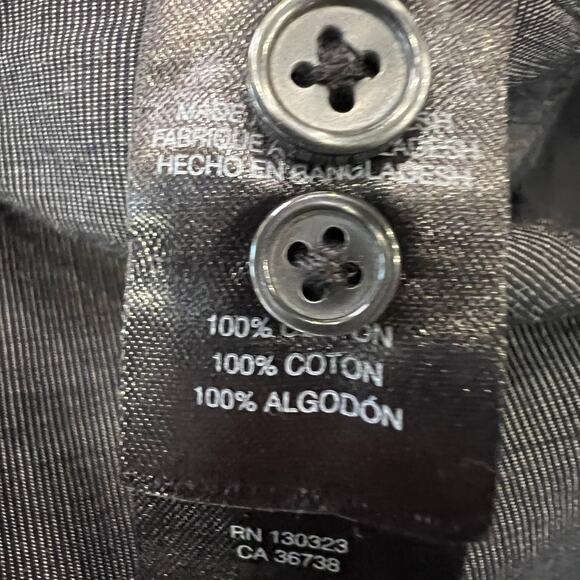 MADE
FABRIQUE
HECHO EN BANGLADESH
100%
100% COTON
100% ALGODÓN
RN 130323
CA 36738